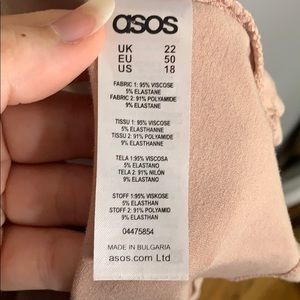 asos
UK 22
EU 50
US 18
FABRIC 1: 95% VISCOSE
5% ELASTANE
FABRIC 2: 91% POLYAMIDE
9% ELASTANE
TISSU 1: 95% VISCOSE
5% ELASTHANNE
TISSU 2: 91% POLYAMIDE
9% ELASTHANNE
TELA 1: 95% VISCOSA
5% ELASTANO
TELA 2: 91% NILÓN
9% ELASTANO
STOFF 1: 95% VISKOSE
5% ELASTHAN
STOFF 2: 91% POLYAMID
9% ELASTHAN
04475854
MADE IN BULGARIA
asos.com Ltd